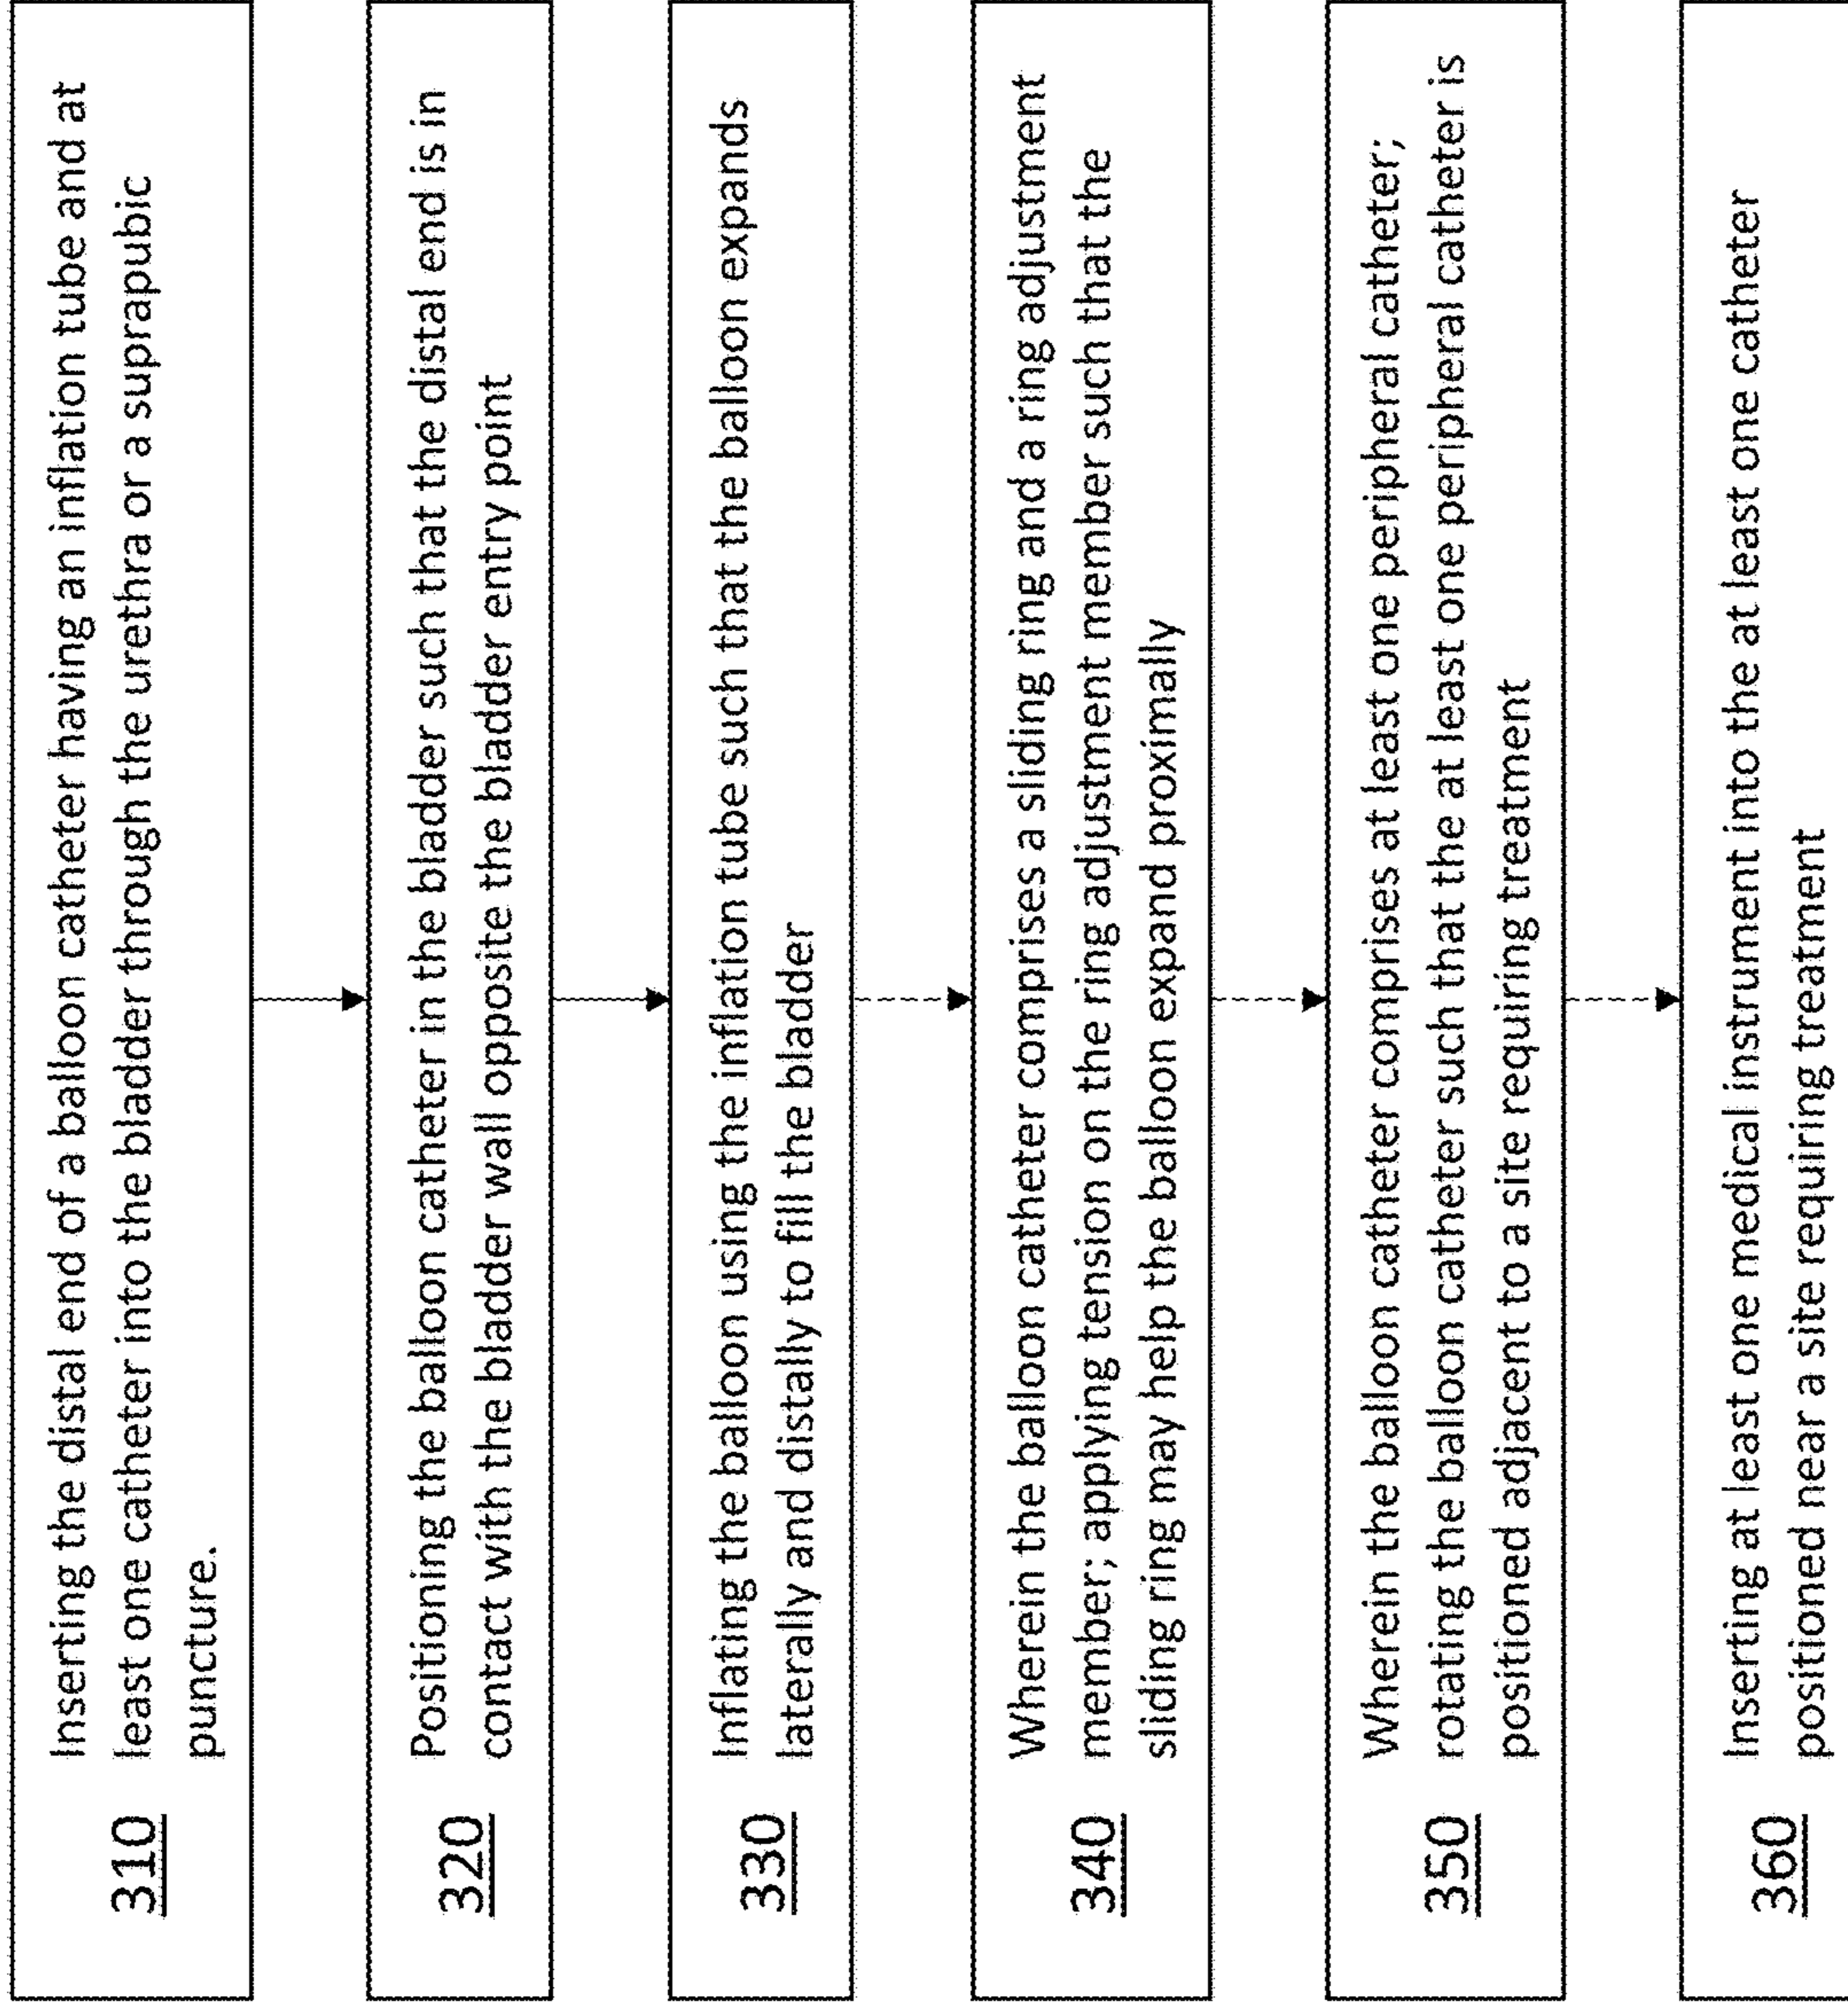 310
Inserting the distal end of a balloon catheter having an inflation tube and at
least one catheter into the bladder through the urethra or a suprapubic
puncture.
320
Positioning the balloon catheter in the bladder such that the distal end is in
contact with the bladder wall opposite the bladder entry point
330
Inflating the balloon using the inflation tube such that the balloon expands
laterally and distally to fill the bladder
340
Wherein the balloon catheter comprises a sliding ring and a ring adjustment
member; applying tension on the ring adjustment member such that the
sliding ring may help the balloon expand proximally
350
Wherein the balloon catheter comprises at least one peripheral catheter;
rotating the balloon catheter such that the at least one peripheral catheter is
positioned adjacent to a site requiring treatment
360
Inserting at least one medical instrument into the at least one catheter
positioned near a site requiring treatment